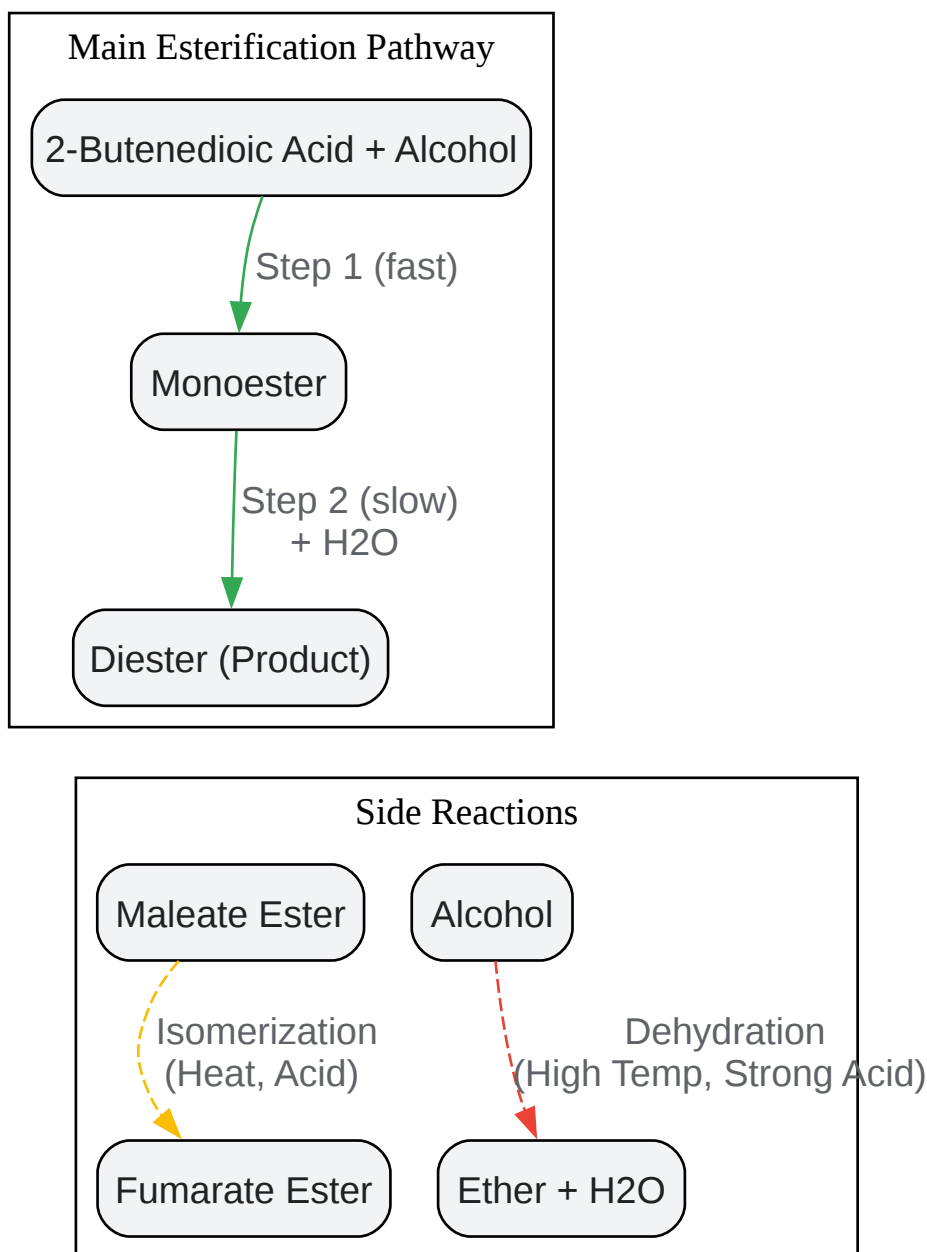 Main Esterification Pathway
2-Butenedioic Acid + Alcohol
Step 1 (fast)
Monoester
Step 2 (slow)
+ H2O
Diester (Product)
Side Reactions
Maleate Ester
Alcohol
Isomerization
(Heat, Acid)
Dehydration
(High Temp, Strong Acid)
Fumarate Ester
Ether + H2O